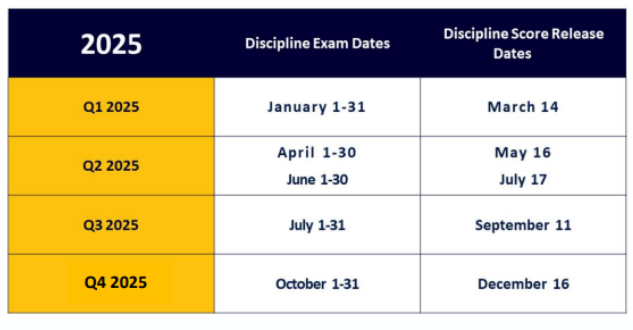 2025
Discipline Exam Dates
Discipline Score Release
Dates
Q1 2025
January 1-31
March 14
Q2 2025
April 1-30
June 1-30
May 16
July 17
Q3 2025
July 1-31
September 11
Q4 2025
October 1-31
December 16